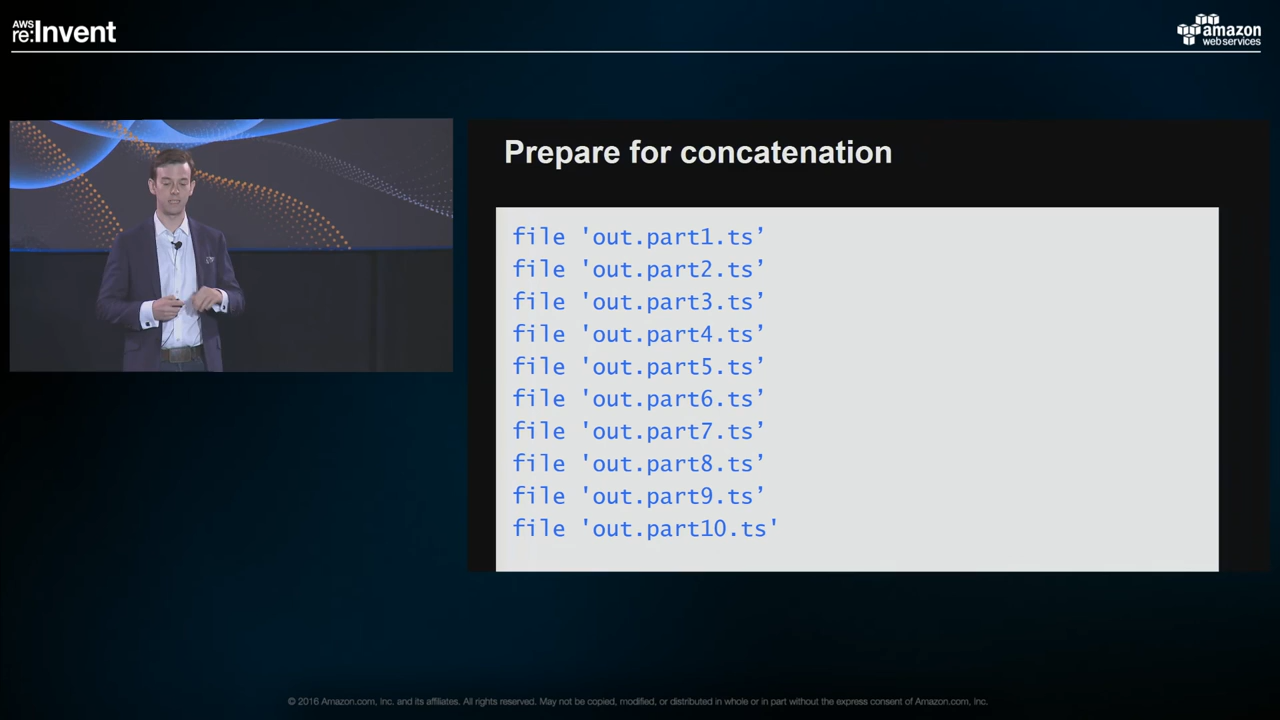 AWS
re:Invent
amazon
web services
Prepare for concatenation
file 'out.part1.ts’
file 'out.part2.ts’
file 'out.part3.ts’
file 'out.part4.ts’
file 'out.part5.ts’
file 'out.part6.ts’
file 'out.part7.ts’
file 'out.part8.ts’
file 'out.part9.ts’
file 'out.part10.ts'
© 2016 Amazon.com, Inc. and its affiliates. All rights reserved. May not be copied, modified, or distributed in whole or in part without the express consent of Amazon.com, Inc.